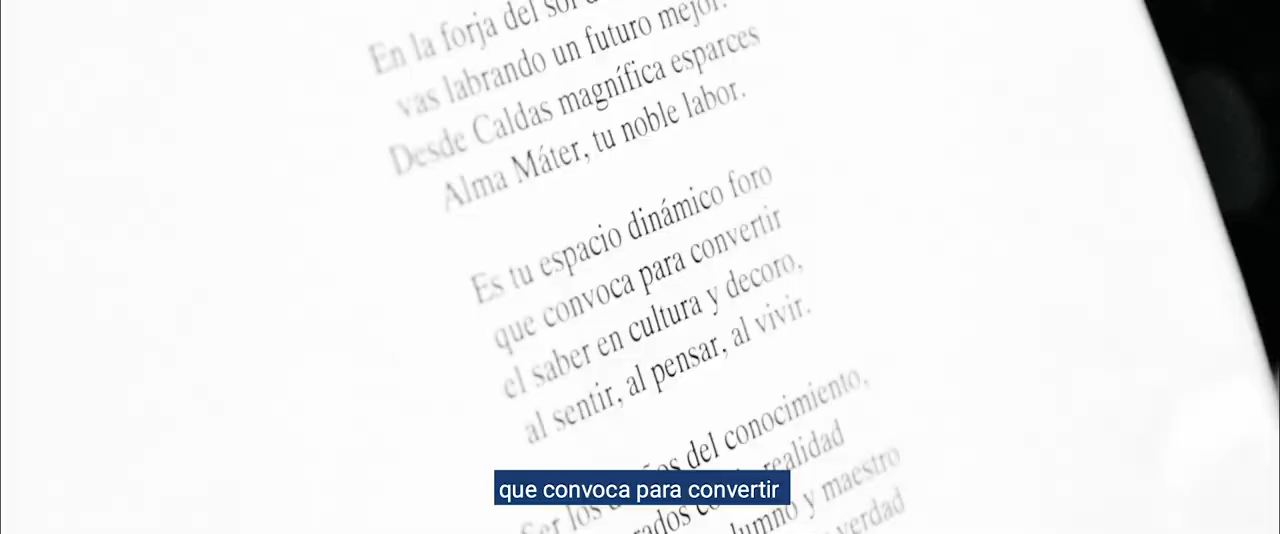 En la forja del sol
vas labrando un futuro mejor.
Desde Caldas magnífica esparces
Alma Máter, tu noble labor.
Es tu espacio dinámico foro
que convoca para convertir
el saber en cultura y decoro,
al sentir, al pensar, al vivir.
Ser los del conocimiento,
realidad
y maestro
verdad
que convoca para convertir